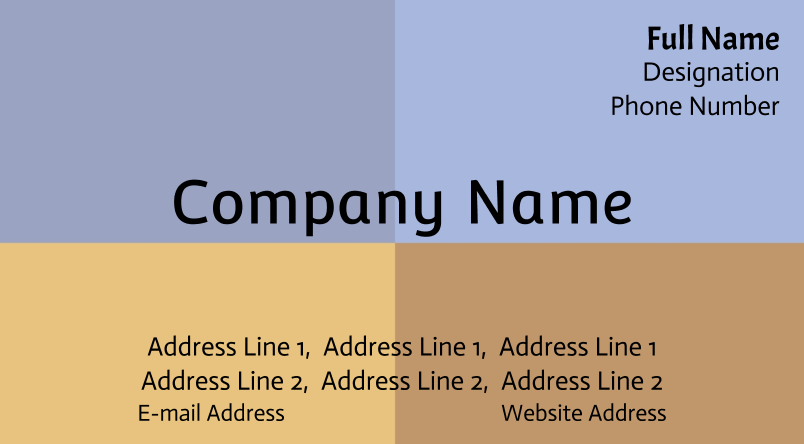 Full Name
Designation
Phone Number
Company Name
Address Line 1, Address Line 1, Address Line 1
Address Line 2, Address Line 2, Address Line 2
E-mail Address Website Address